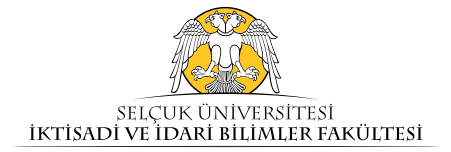 SELÇUK ÜNİVERSİTESİ
İKTİSADİ VE İDARİ BİLİMLER FAKÜLTESİ